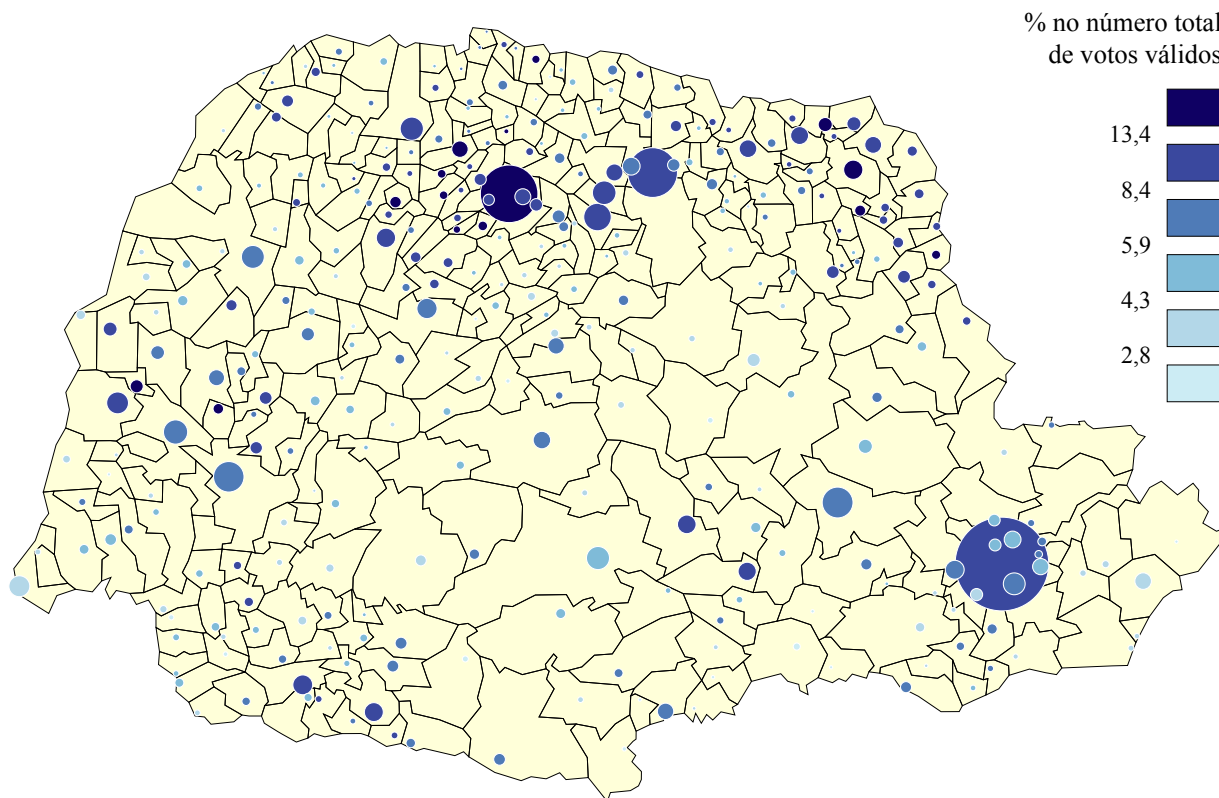 % no número total
de votos válidos
13,4
8,4
5,9
4,3
2,8